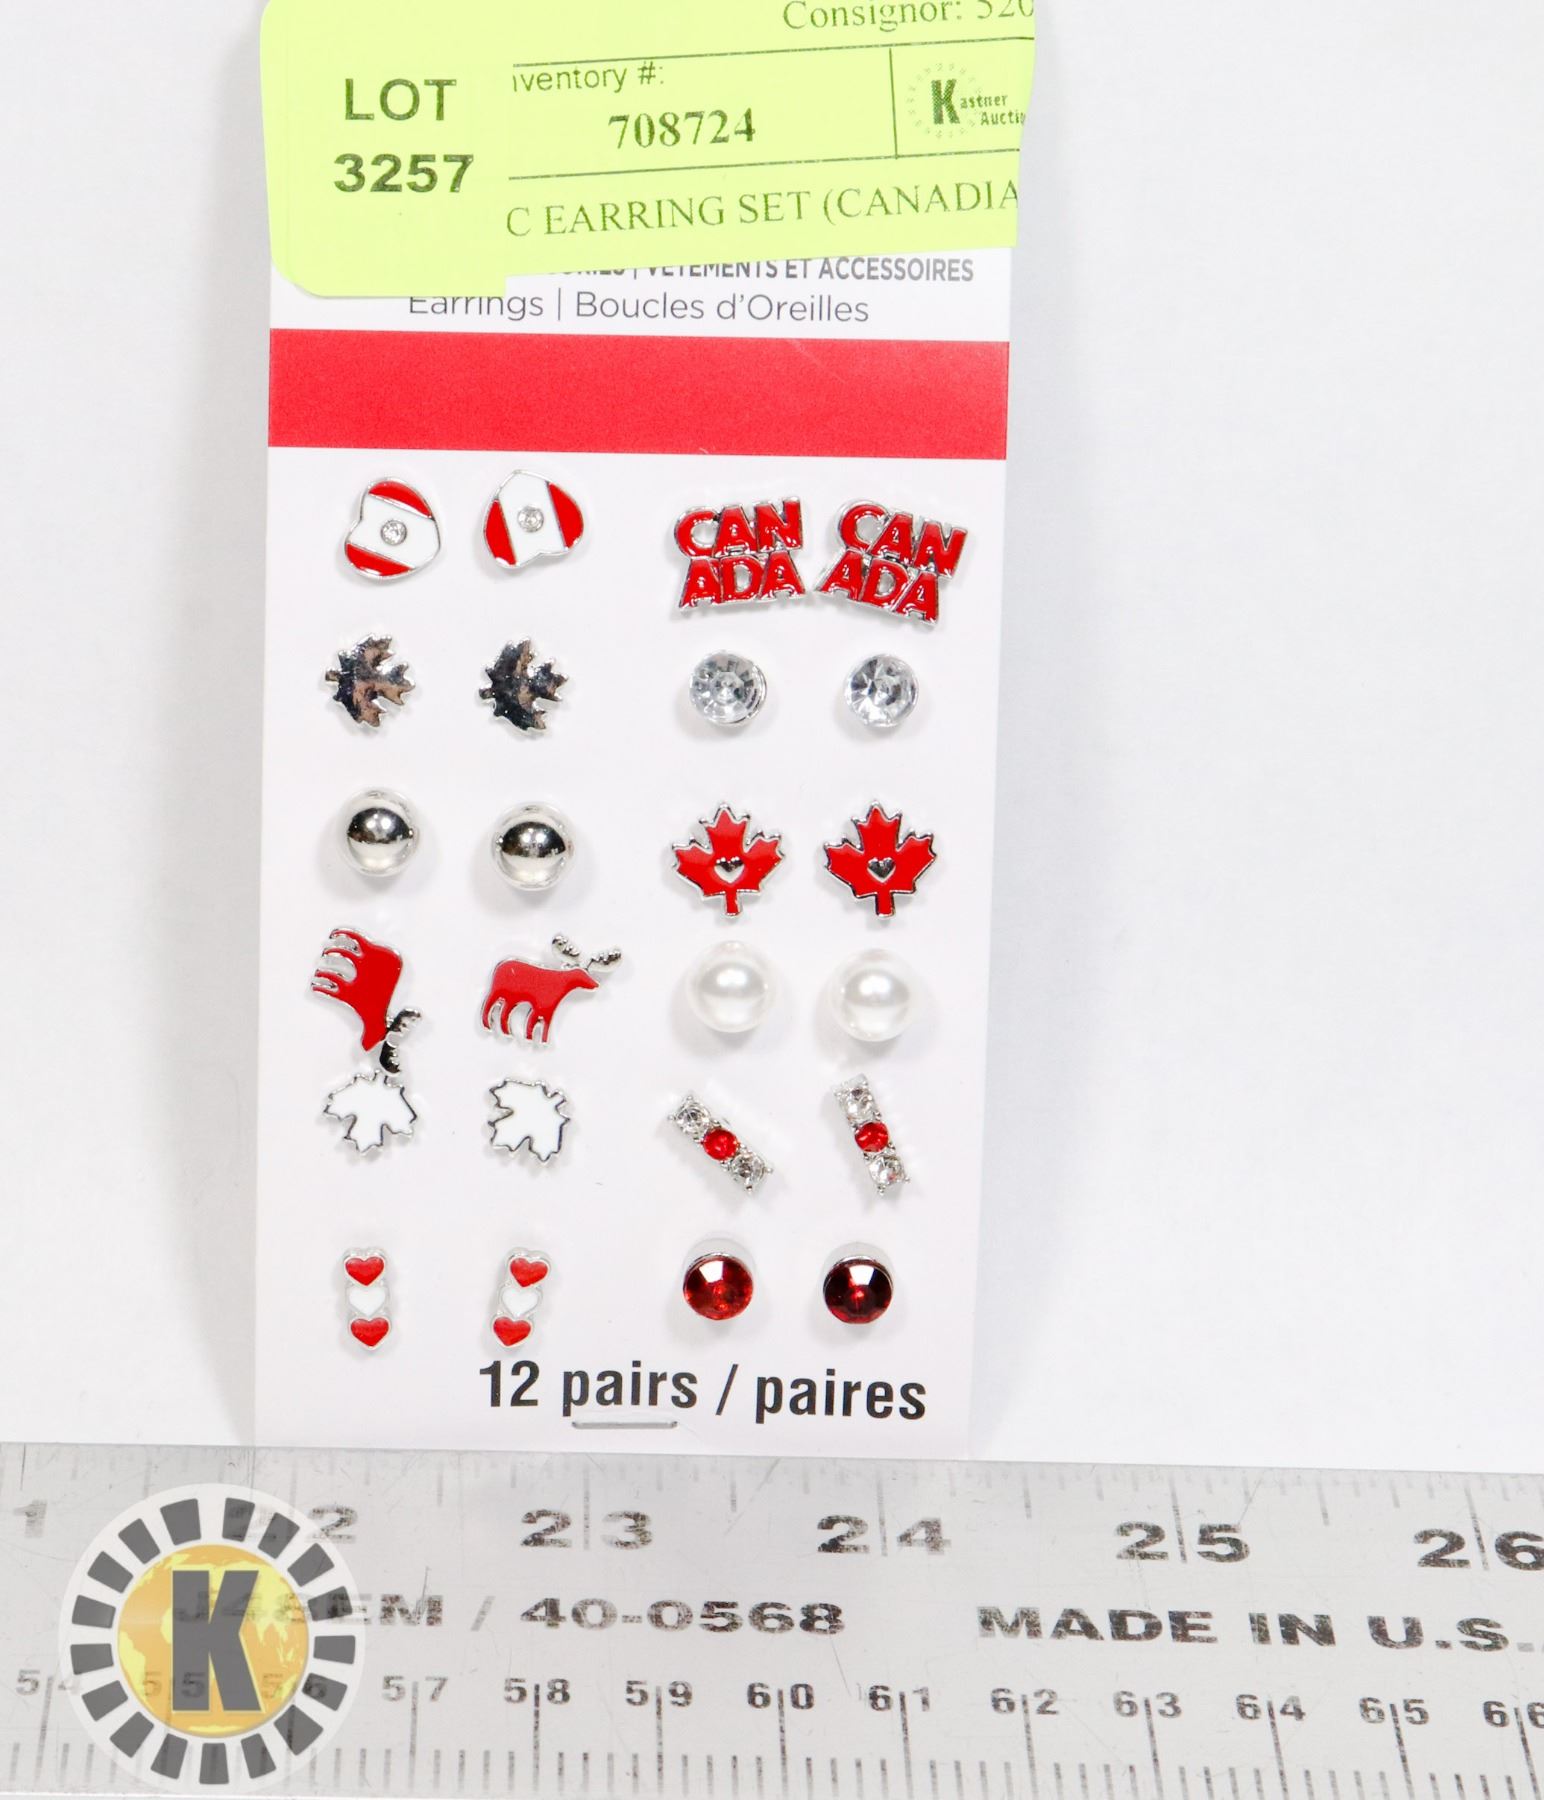 Consignor: 520
LOT
3257
nventory #:
708724
Kastner
Auctio
C EARRING SET (CANADIA
ORIES | VÊTEMENTS ET ACCESSOIRES
Earrings | Boucles d'Oreilles
CAN
ADA
CAN
ADA
12 pairs / paires
1 22 23 24 25 26
EM / 40-0568 MADE IN U.S.
K
54 55 56 57 58 59 60 61 62 63 64 65 66